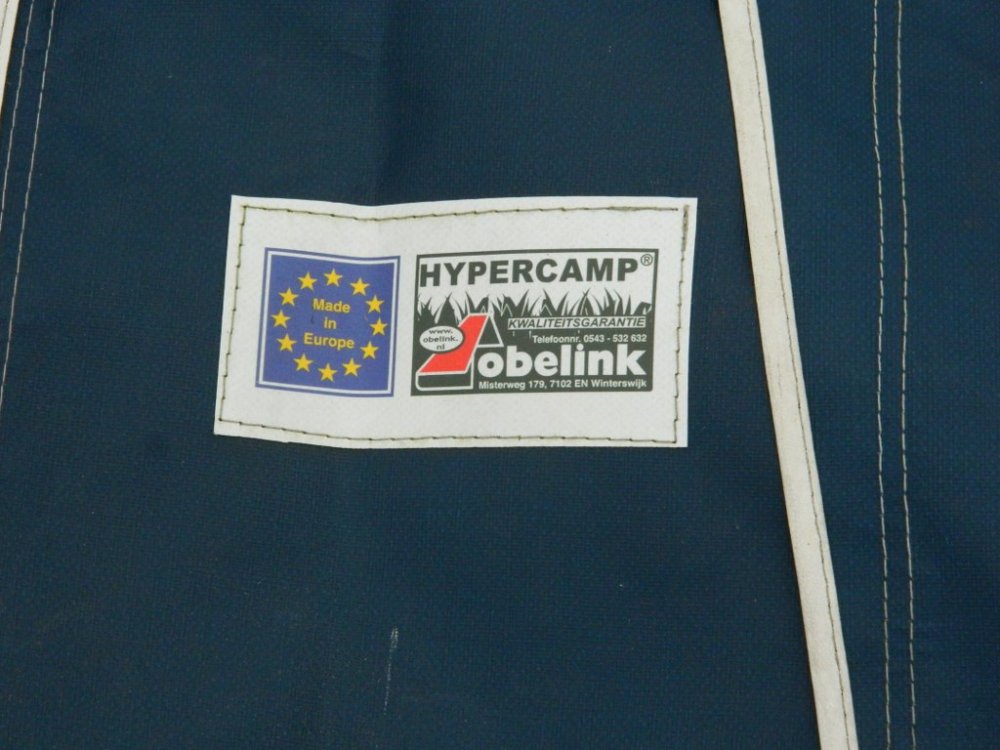 Made
in
Europe
HYPERCAMP®
KWALITEITSGARANTIE
www.
obelink.
nl
Telefoonnr. 0543 - 532 632
obelink
Misterweg 179, 7102 EN Winterswijk